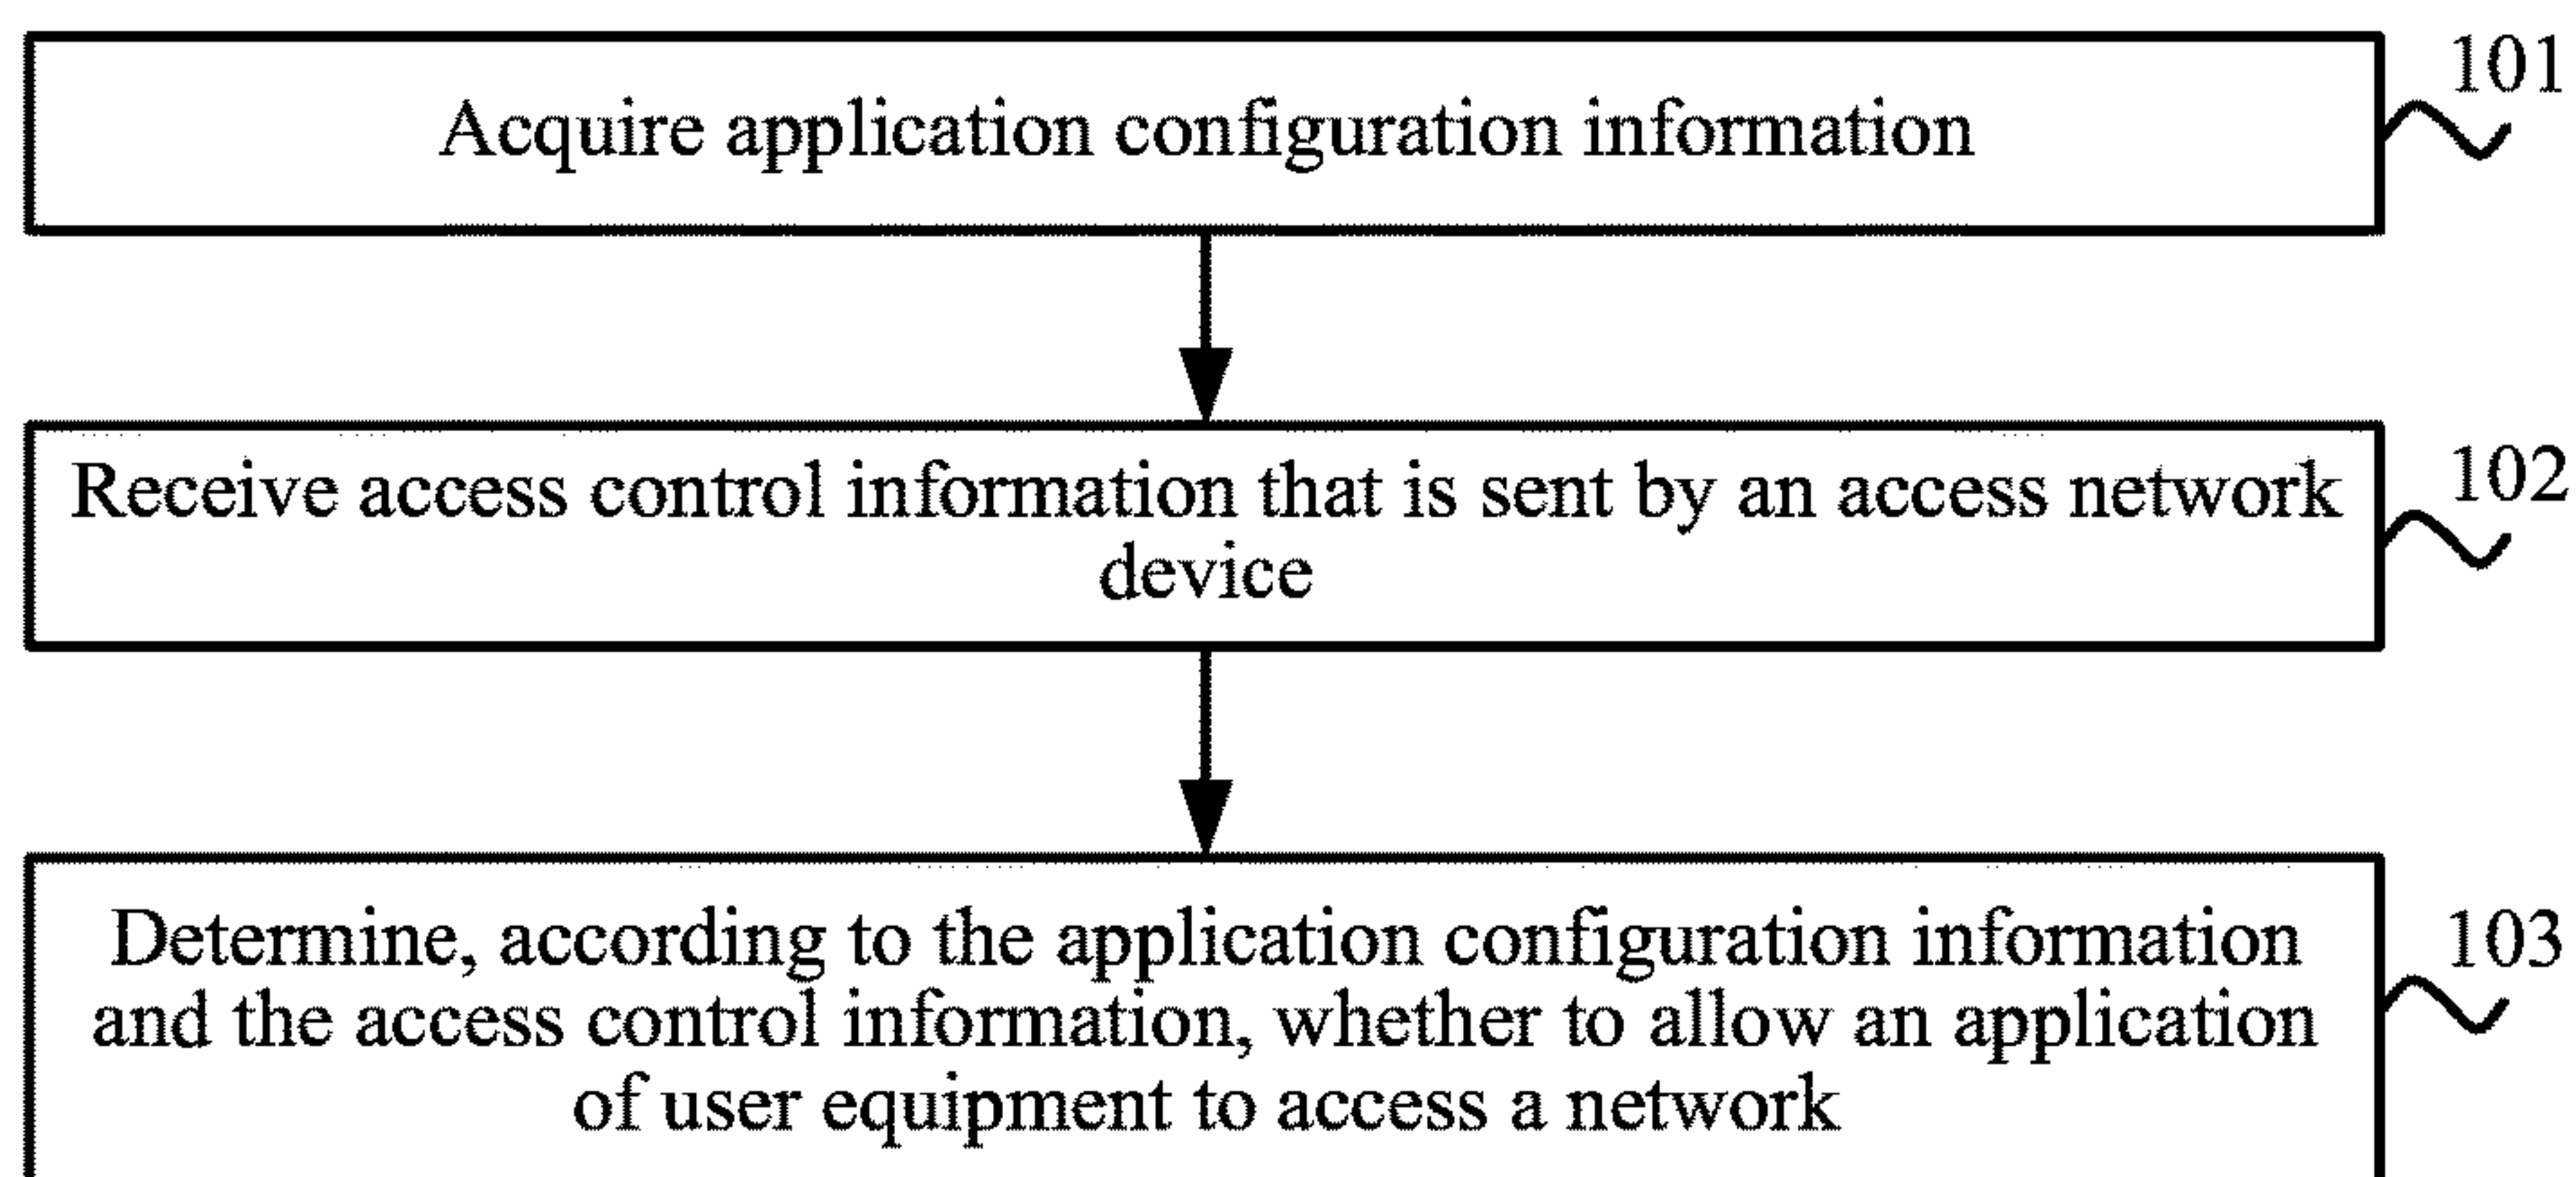 101
Acquire application configuration information
102
Receive access control information that is sent by an access network
device
103
Determine, according to the application configuration information
and the access control information, whether to allow an application
of user equipment to access a network